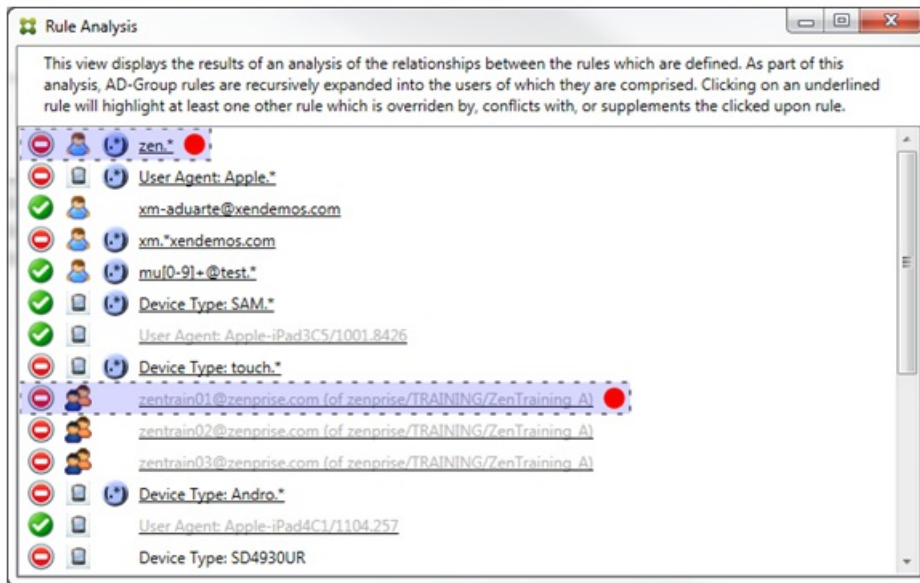 Rule Analysis
This view displays the results of an analysis of the relationships between the rules which are defined. As part of this
analysis, AD-Group rules are recursively expanded into the users of which they are comprised. Clicking on an underlined
rule will highlight at least one other rule which is overriden by, conflicts with, or supplements the clicked upon rule.
(.*) zen.*
(.*) User Agent: Apple.*
xm-aduarte@xendemos.com
(.*) xm.*xendemos.com
(.*) mu[0-9]+@test.*
(.*) Device Type: SAM.*
User Agent: Apple-iPad3C5/1001.8426
(.*) Device Type: touch.*
zentrain01@zenprise.com (of zenprise/TRAINING/ZenTraining_A)
zentrain02@zenprise.com (of zenprise/TRAINING/ZenTraining_A)
zentrain03@zenprise.com (of zenprise/TRAINING/ZenTraining_A)
(.*) Device Type: Andro.*
User Agent: Apple-iPad4C1/1104.257
Device Type: SD4930UR